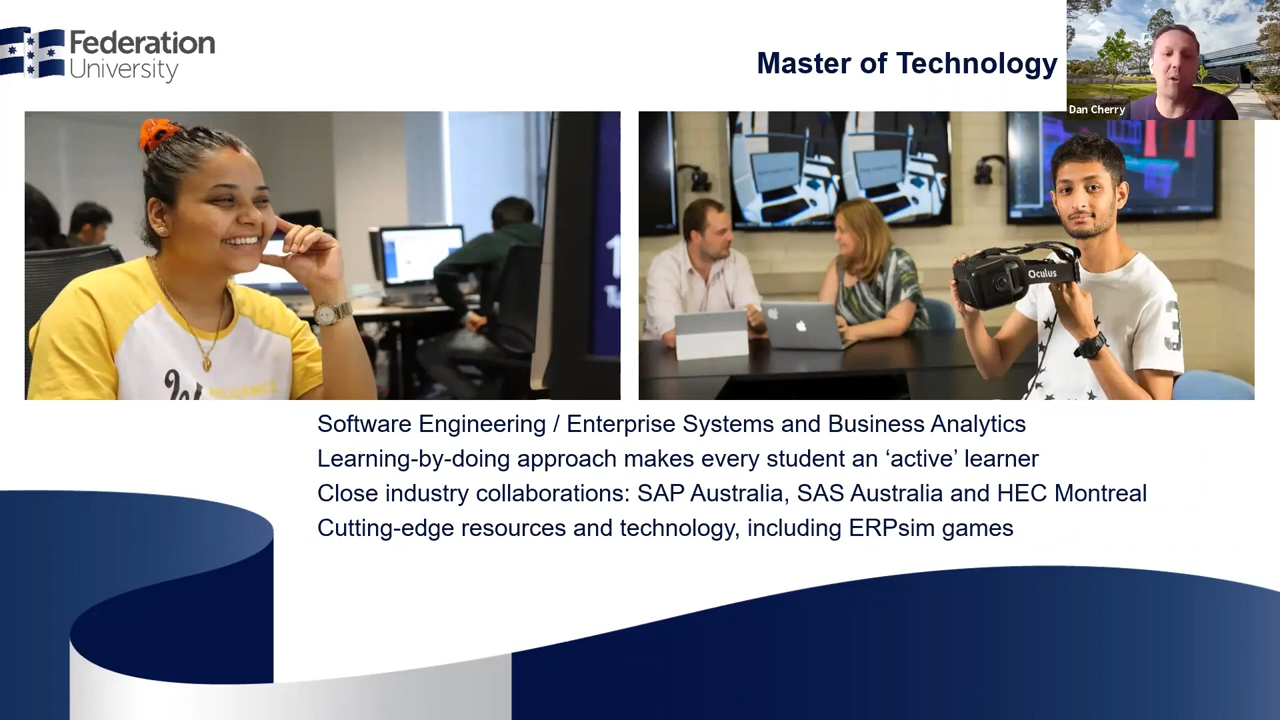 Federation
University
Master of Technology
Dan Cherry
Oculus
3
Software Engineering / Enterprise Systems and Business Analytics
Learning-by-doing approach makes every student an ‘active’ learner
Close industry collaborations: SAP Australia, SAS Australia and HEC Montreal
Cutting-edge resources and technology, including ERPsim games